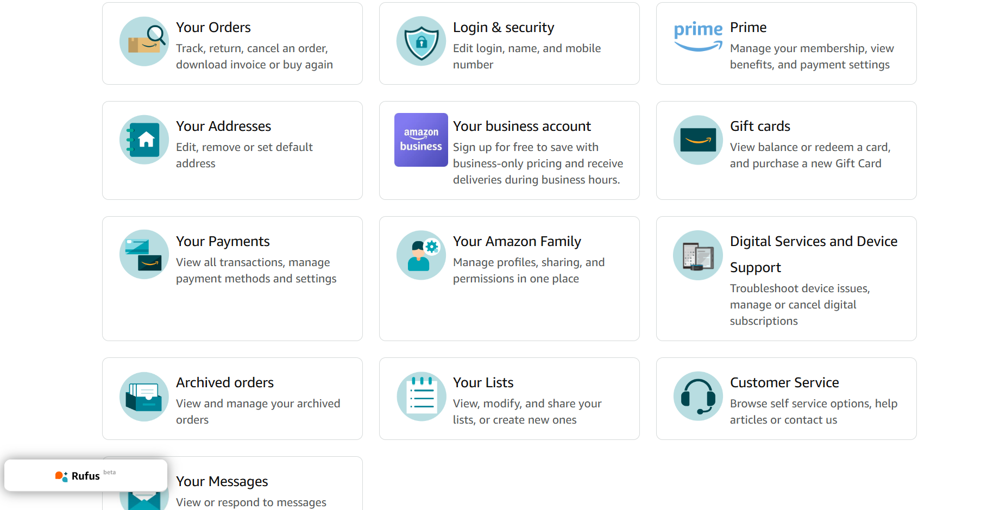 Your Orders
Track, return, cancel an order,
download invoice or buy again
Login & security
Edit login, name, and mobile
number
prime
Prime
Manage your membership, view
benefits, and payment settings
Your Addresses
Edit, remove or set default
address
amazon
business
Your business account
Sign up for free to save with
business-only pricing and receive
deliveries during business hours.
Gift cards
View balance or redeem a card,
and purchase a new Gift Card
Your Payments
View all transactions, manage
payment methods and settings
Your Amazon Family
Manage profiles, sharing, and
permissions in one place
Digital Services and Device
Support
Troubleshoot device issues,
manage or cancel digital
subscriptions
Archived orders
View and manage your archived
orders
Your Lists
View, modify, and share your
lists, or create new ones
Customer Service
Browse self service options, help
articles or contact us
Rufus beta
Your Messages
View or respond to messages